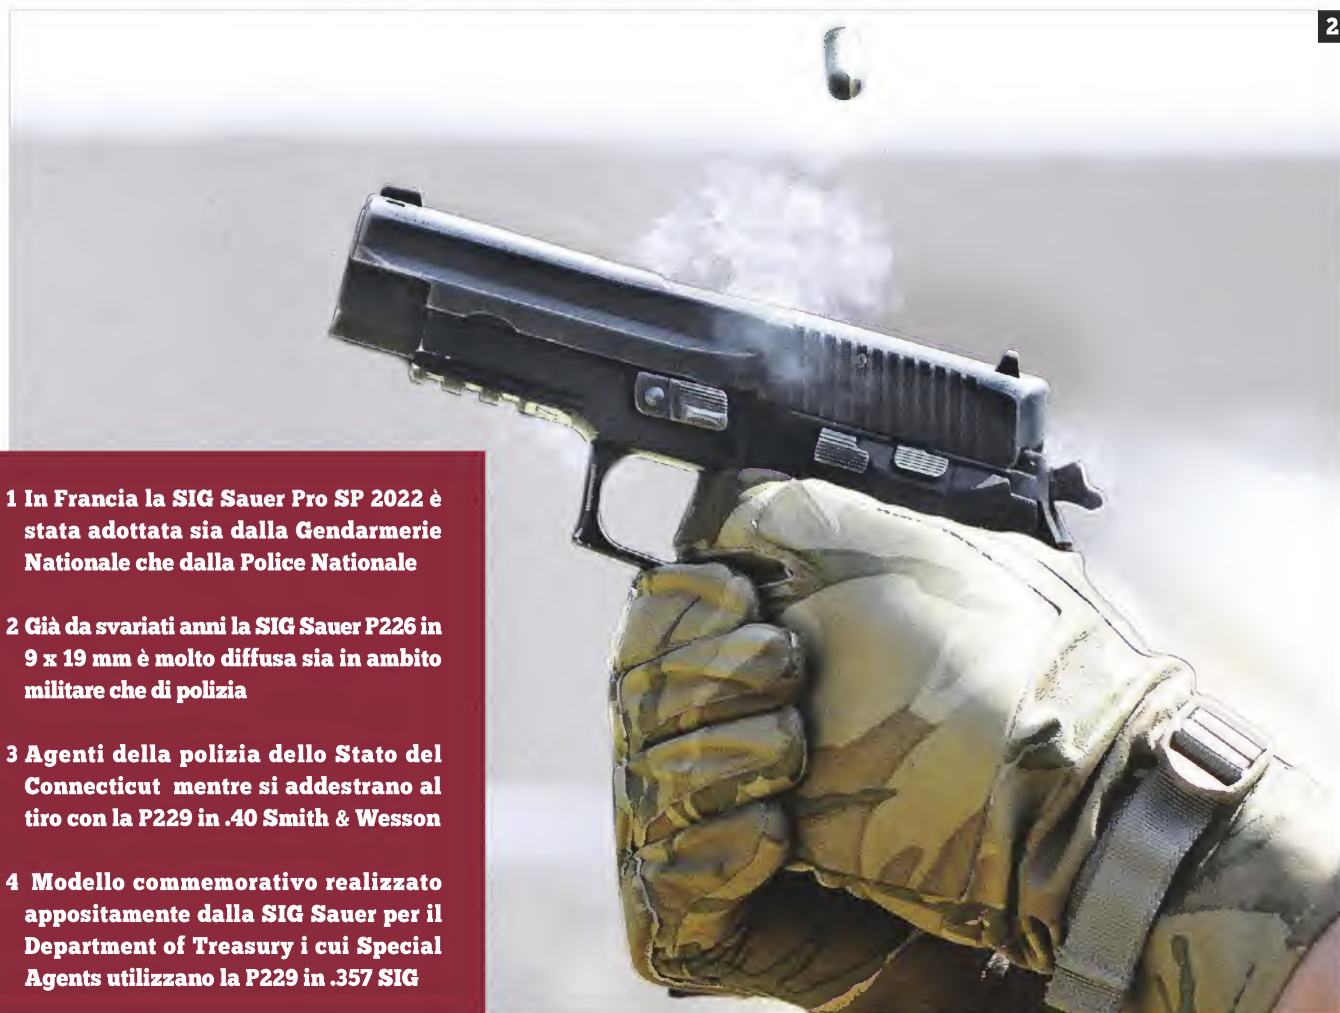 2
1 In Francia la SIG Sauer Pro SP 2022 è
stata adottata sia dalla Gendarmerie
Nationale che dalla Police Nationale
2 Già da svariati anni la SIG Sauer P226 in
9 x 19 mm è molto diffusa sia in ambito
militare che di polizia
3 Agenti della polizia dello Stato del
Connecticut mentre si addestrano al
tiro con la P229 in .40 Smith & Wesson
4 Modello commemorativo realizzato
appositamente dalla SIG Sauer per il
Department of Treasury i cui Special
Agents utilizzano la P229 in .357 SIG